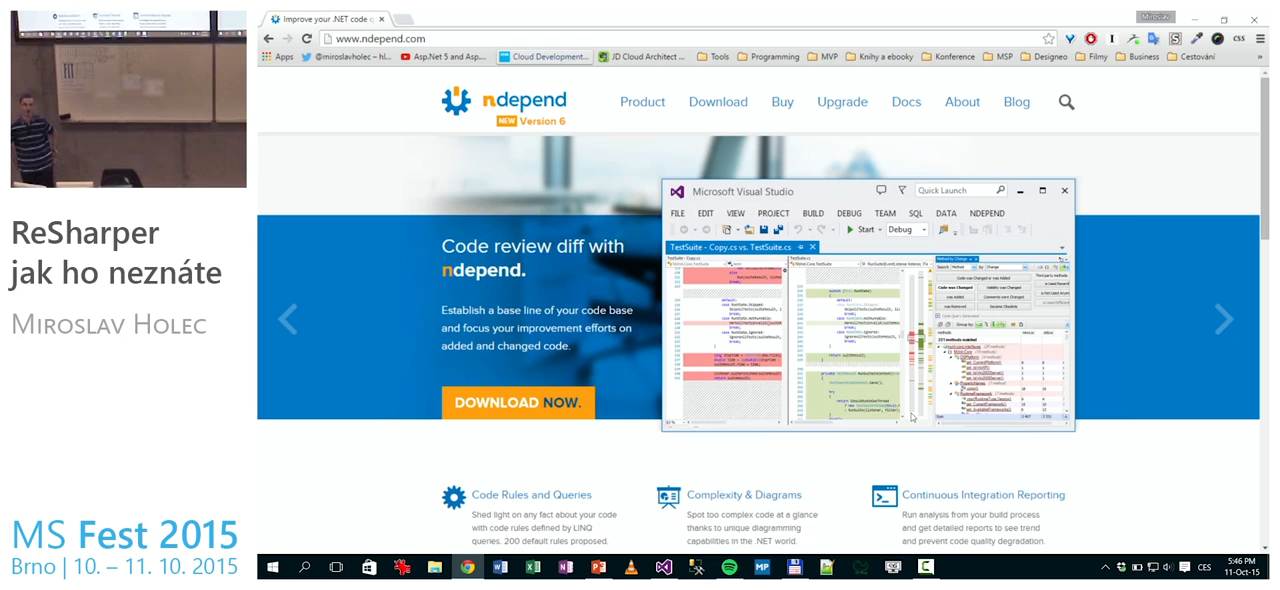 ReSharper
jak ho neznáte
MIROSLAV HOLEC
MS Fest 2015
Brno | 10. – 11. 10. 2015
Improve your .NET code q
Miroslav
www.ndepend.com
CSS
Apps
@miroslavholec ~ hl...
Asp.Net 5 and Asp....
Cloud Development...
JD Cloud Architect ...
Tools
Programming
MVP
Knihy a ebooky
Konference
MSP
Designeo
Filmy
Business
Cestování
ndepend
NEW Version 6
Product
Download
Buy
Upgrade
Docs
About
Blog
Code review diff with
ndepend.
Establish a base line of your code base
and focus your improvement efforts on
added and changed code.
DOWNLOAD NOW.
Microsoft Visual Studio
Quick Launch
FILE EDIT VIEW PROJECT BUILD DEBUG TEAM SQL DATA NDEPEND
Start
Debug
TestSuite - Copy.cs vs. TestSuite.cs
Code Rules and Queries
Shed light on any fact about your code
with code rules defined by LINQ
queries. 200 default rules proposed.
Complexity & Diagrams
Spot too complex code at a glance
thanks to unique diagramming
capabilities in the .NET world.
Continuous Integration Reporting
Run analysis from your build process
and get detailed reports to see trend
and prevent code quality degradation.
MP
CES
5:46 PM
11-Oct-15